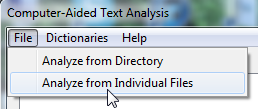 Computer-Aided Text Analysis
File Dictionaries Help
Analyze from Directory
Analyze from Individual Files